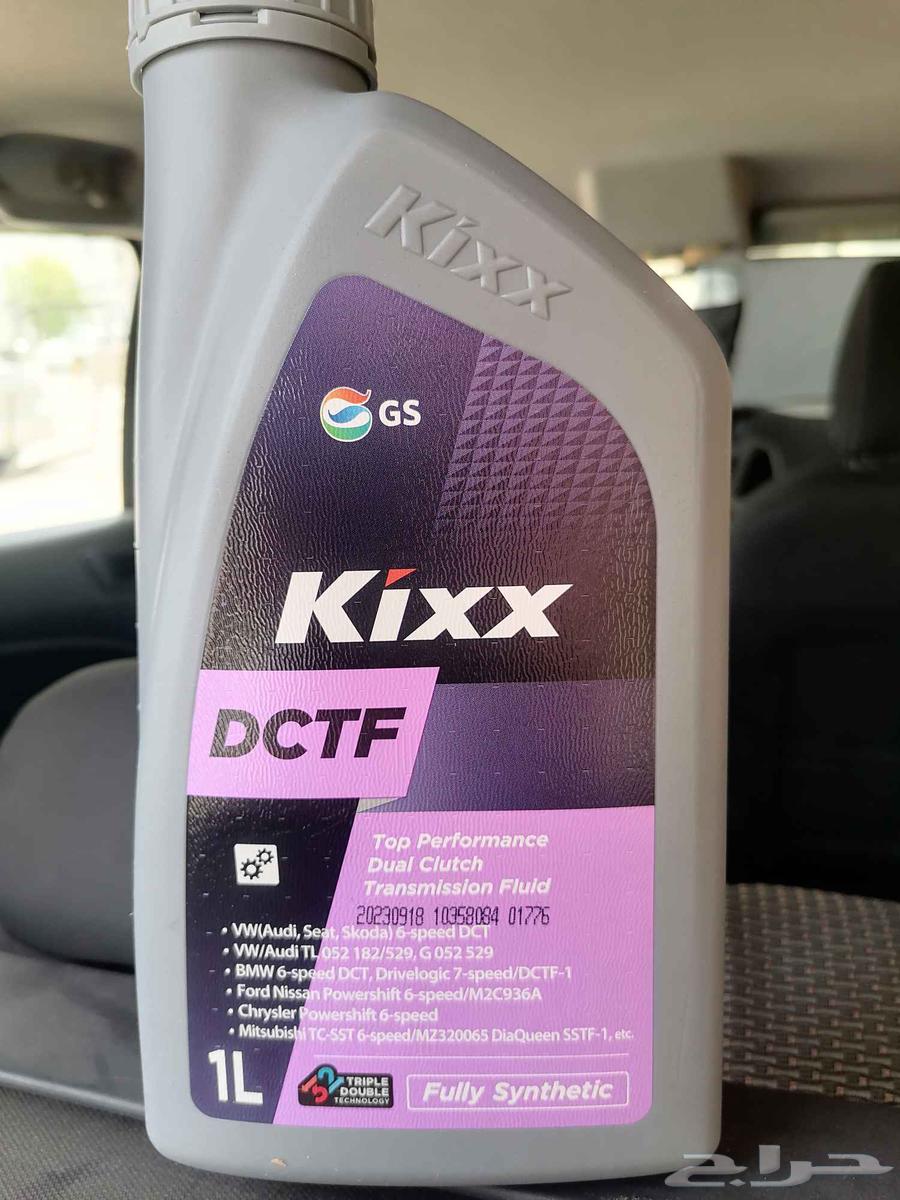 Kixx
GS
Kixx
DCTF
Top Performance
Dual Clutch
Transmission Fluid
20230918 10358084 01776
• VW(Audi, Seat, Skoda) 6-speed DCT
• VW/Audi TL 052 182/529, G 052 529
• BMW 6-speed DCT, Drivelogic 7-speed/DCTF-1
• Ford Nissan Powershift 6-speed/M2C936A
• Chrysler Powershift 6-speed
• Mitsubishi TC-SST 6-speed/MZ320065 DiaQueen SSTF-1, etc.
1L
TRIPLE
DOUBLE
TECHNOLOGY
Fully Synthetic
حراج